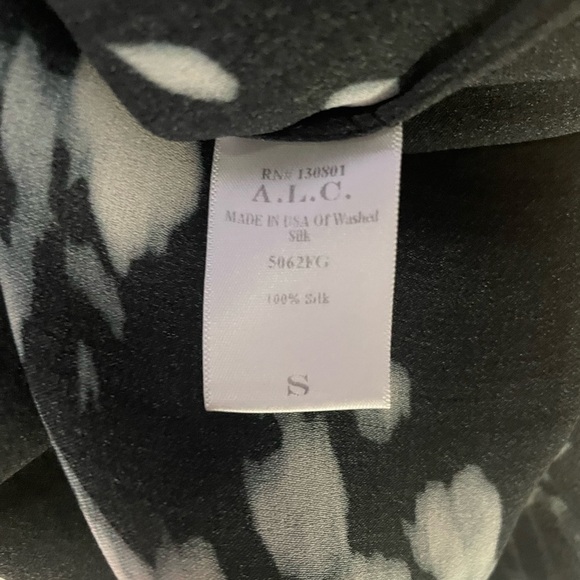 RN# 130801
A.L.C.
MADE IN USA Of Washed
Silk
5062FG
100% Silk
S